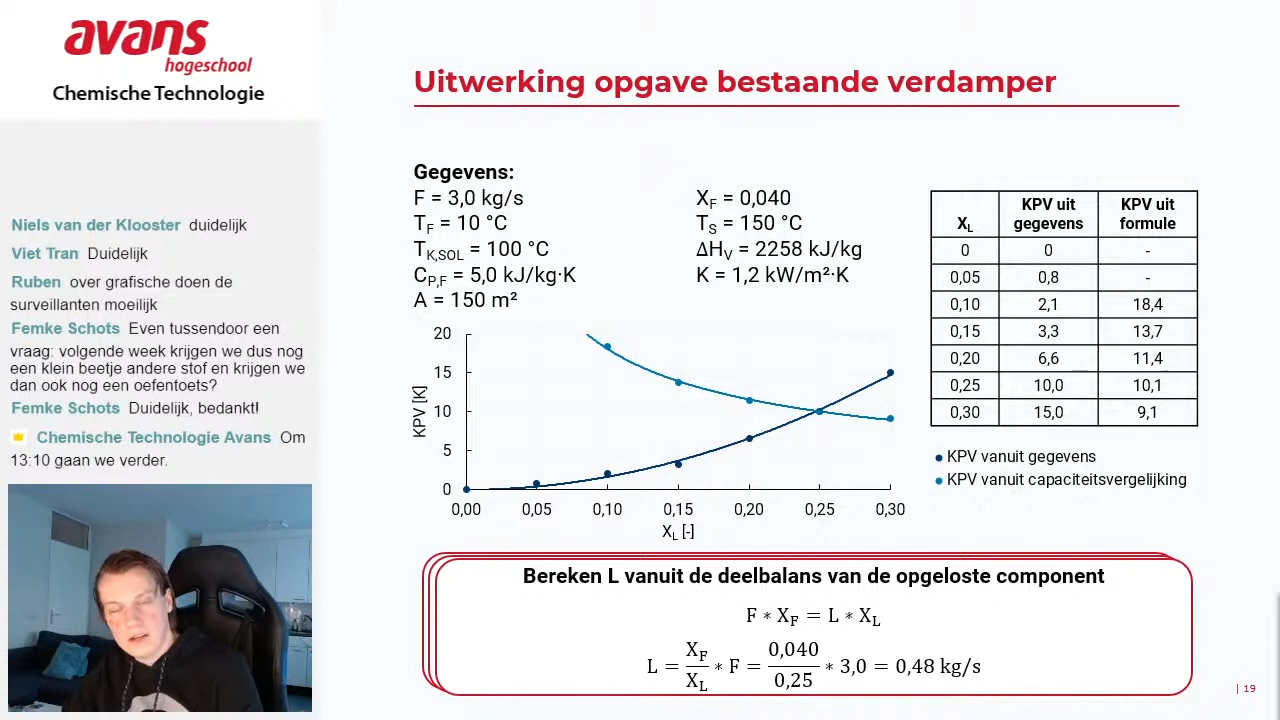 avans
hogeschool
Chemische Technologie
Niels van der Klooster duidelijk
Viet Tran Duidelijk
Ruben over grafische doen de
surveillanten moeilijk
Femke Schots Even tussendoor een
vraag: volgende week krijgen we dus nog
een klein beetje andere stof en krijgen we
dan ook nog een oefentoets?
Femke Schots Duidelijk, bedankt!
Chemische Technologie Avans Om
13:10 gaan we verder.
Uitwerking opgave bestaande verdamper
Gegevens:
F = 3,0 kg/s
T_F = 10 °C
T_K,SOL = 100 °C
C_P,F = 5,0 kJ/kg·K
A = 150 m²
X_F = 0,040
T_S = 150 °C
ΔH_V = 2258 kJ/kg
K = 1,2 kW/m²·K
X_L KPV uit gegevens KPV uit formule
0 0 -
0,05 0,8 -
0,10 2,1 18,4
0,15 3,3 13,7
0,20 6,6 11,4
0,25 10,0 10,1
0,30 15,0 9,1
KPV vanuit gegevens
KPV vanuit capaciteitsvergelijking
KPV [K]
20
15
10
5
0
0,00 0,05 0,10 0,15 0,20 0,25 0,30
X_L [-]
Bereken L vanuit de deelbalans van de opgeloste component
F ∗ X_F = L ∗ X_L
L = X_F/X_L ∗ F = 0,040/0,25 ∗ 3,0 = 0,48 kg/s
| 19